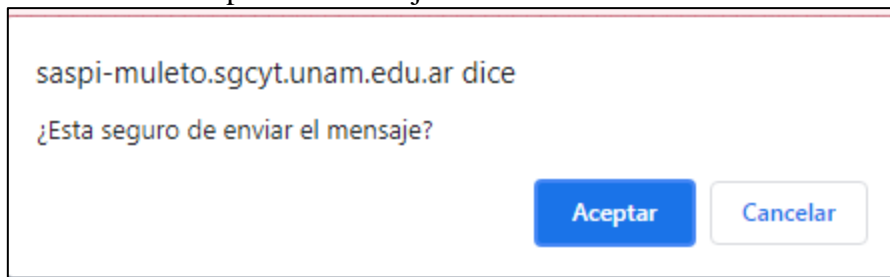 saspi-muleto.sgcyt.unam.edu.ar dice
¿Esta seguro de enviar el mensaje?
Aceptar Cancelar